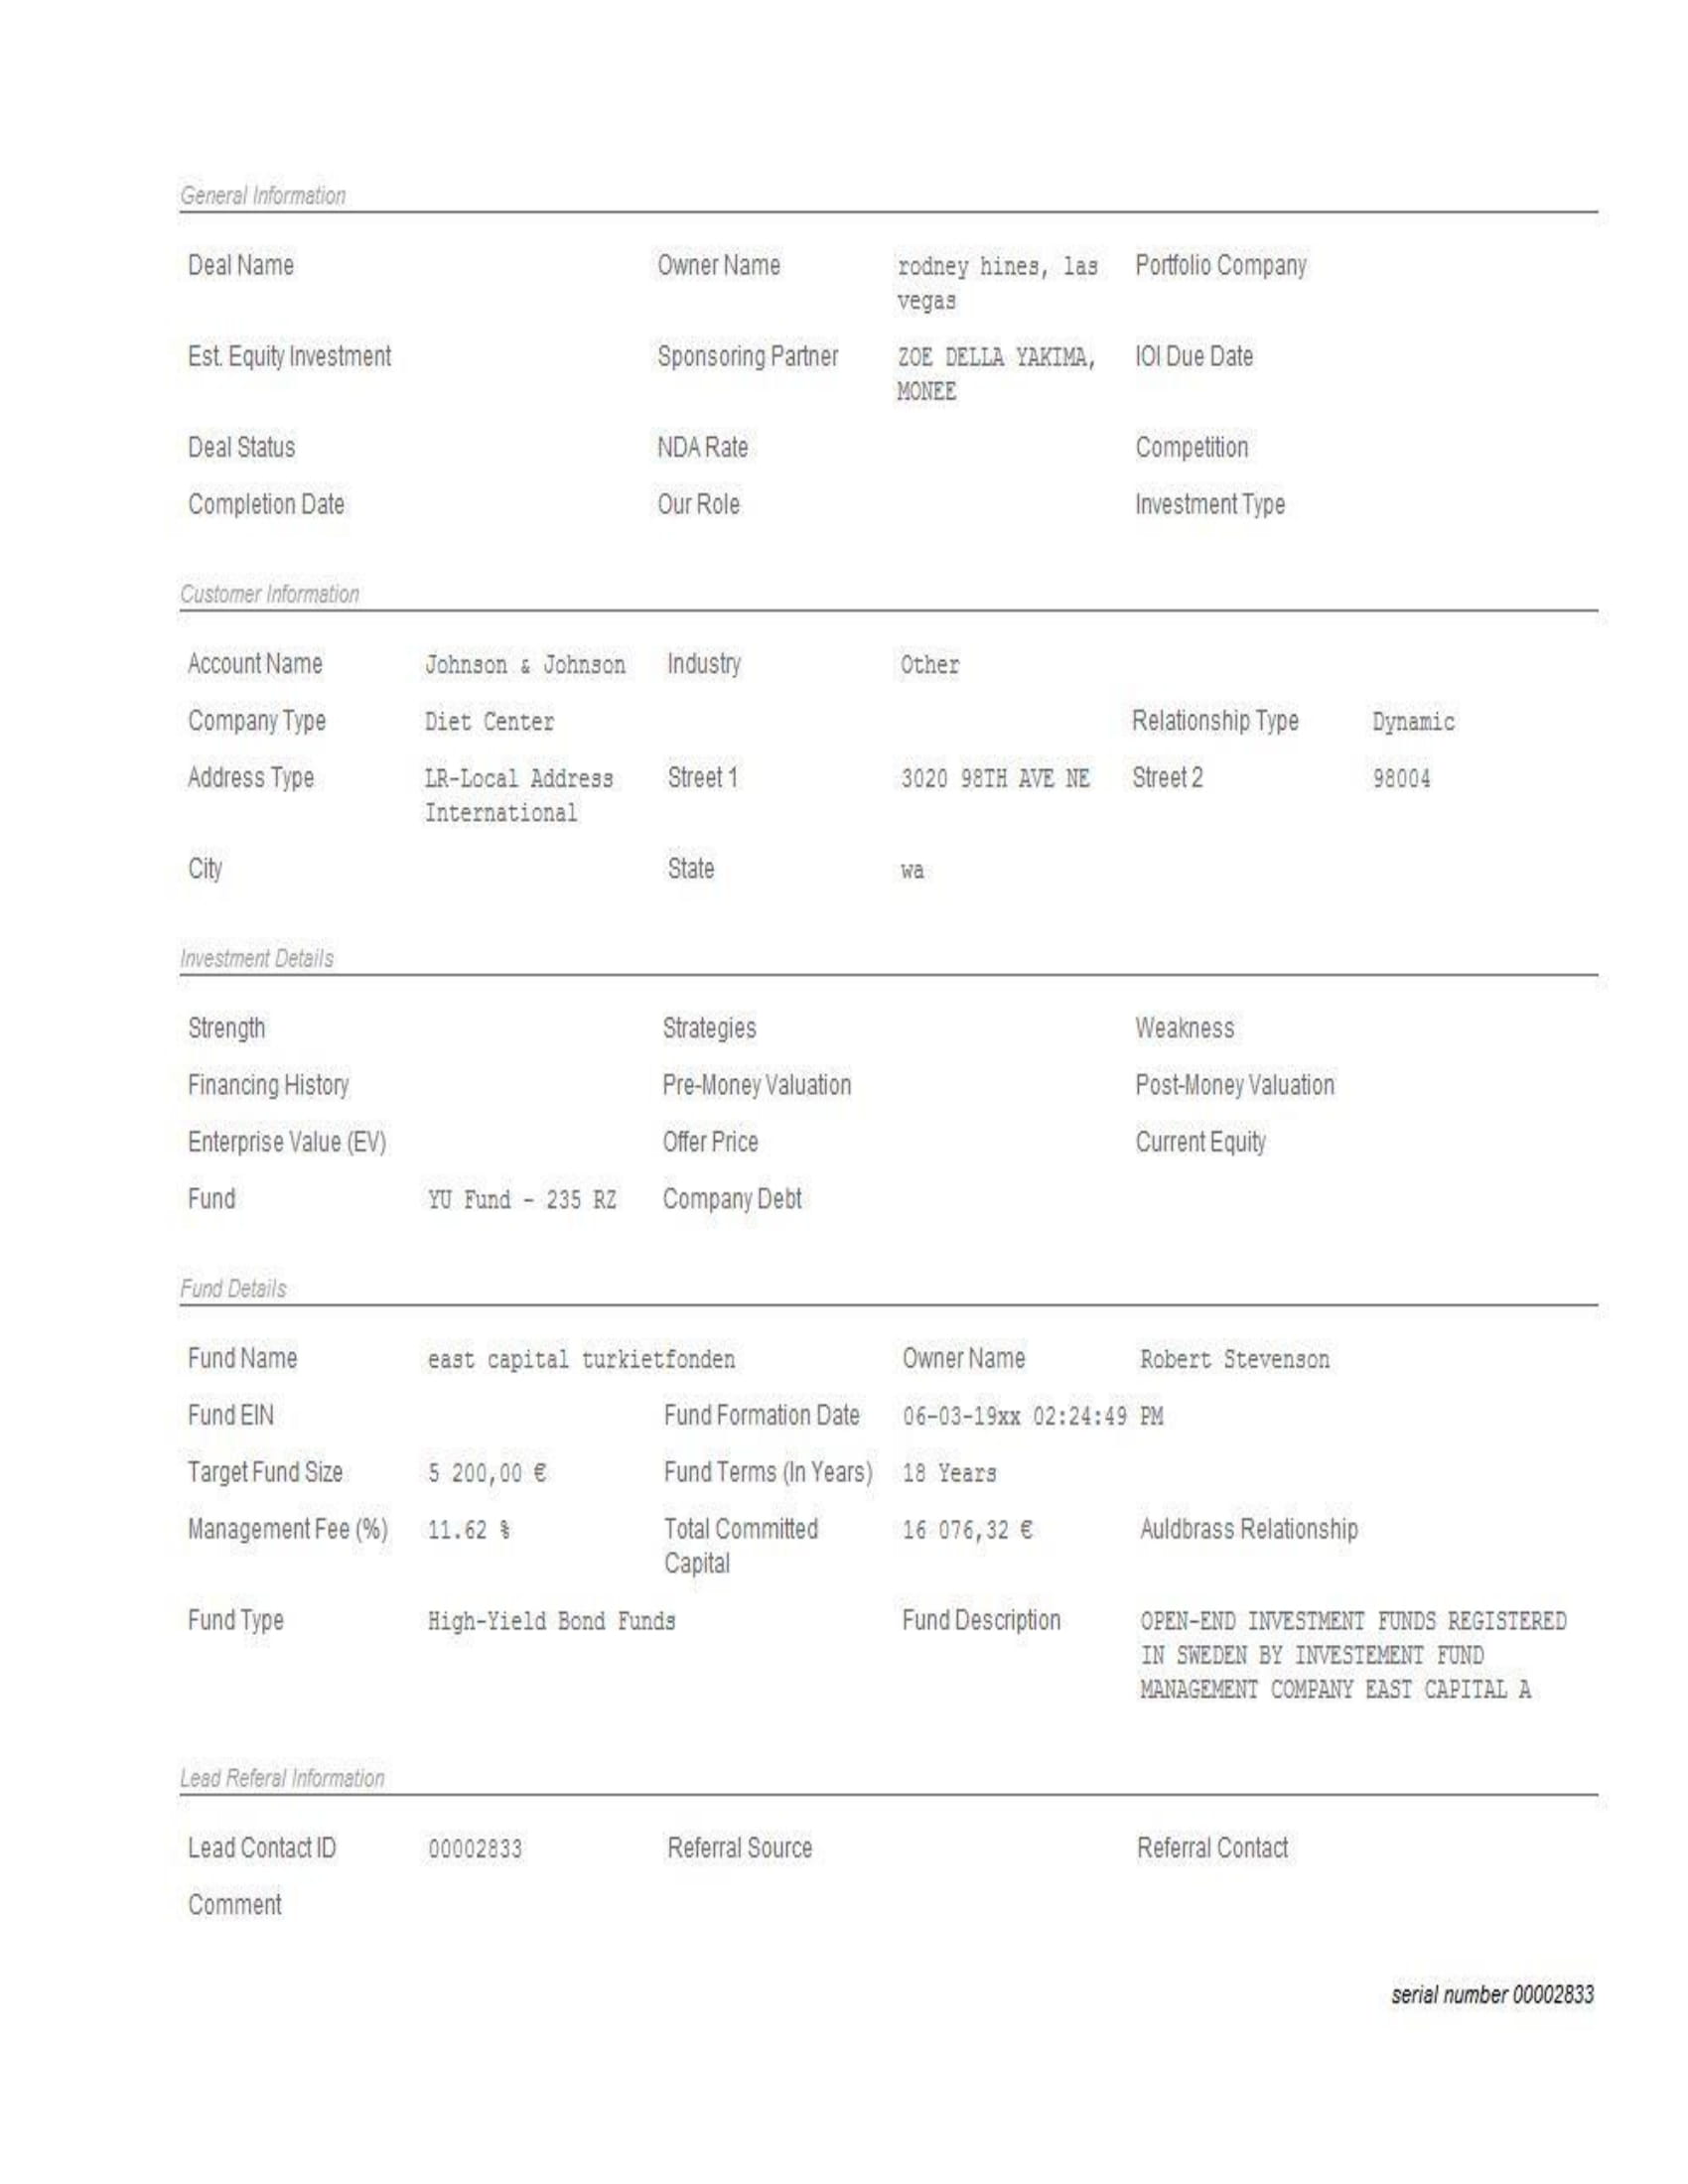 General Information
Deal Name Owner Name rodney hines, las Portfolio Company
vegas
Est. Equity Investment Sponsoring Partner ZOE DELLA YAKIMA, IOI Due Date
MONEE
Deal Status NDA Rate Competition
Completion Date Our Role Investment Type
Customer Information
Account Name Johnson & Johnson Industry Other
Company Type Diet Center Relationship Type Dynamic
Address Type LR-Local Address Street 1 3020 98TH AVE NE Street 2 98004
International
City State wa
Investment Details
Strength Strategies Weakness
Financing History Pre-Money Valuation Post-Money Valuation
Enterprise Value (EV) Offer Price Current Equity
Fund YU Fund - 235 RZ Company Debt
Fund Details
Fund Name east capital turkietfonden Owner Name Robert Stevenson
Fund EIN Fund Formation Date 06-03-19xx 02:24:49 PM
Target Fund Size 5 200,00 € Fund Terms (In Years) 18 Years
Management Fee (%) 11.62 % Total Committed 16 076,32 € Auldbrass Relationship
Capital
Fund Type High-Yield Bond Funds Fund Description OPEN-END INVESTMENT FUNDS REGISTERED
IN SWEDEN BY INVESTEMENT FUND
MANAGEMENT COMPANY EAST CAPITAL A
Lead Referal Information
Lead Contact ID 00002833 Referral Source Referral Contact
Comment
serial number 00002833